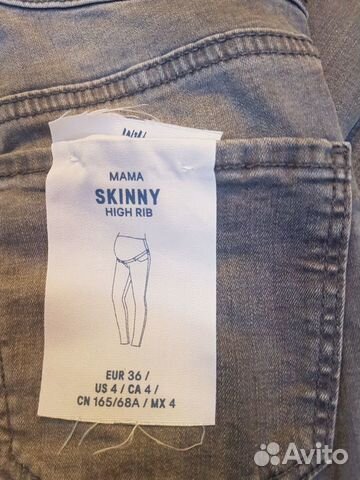 MAMA
SKINNY
HIGH RIB
EUR 36 /
US 4 / CA 4 /
CN 165/68A / MX 4
Avito